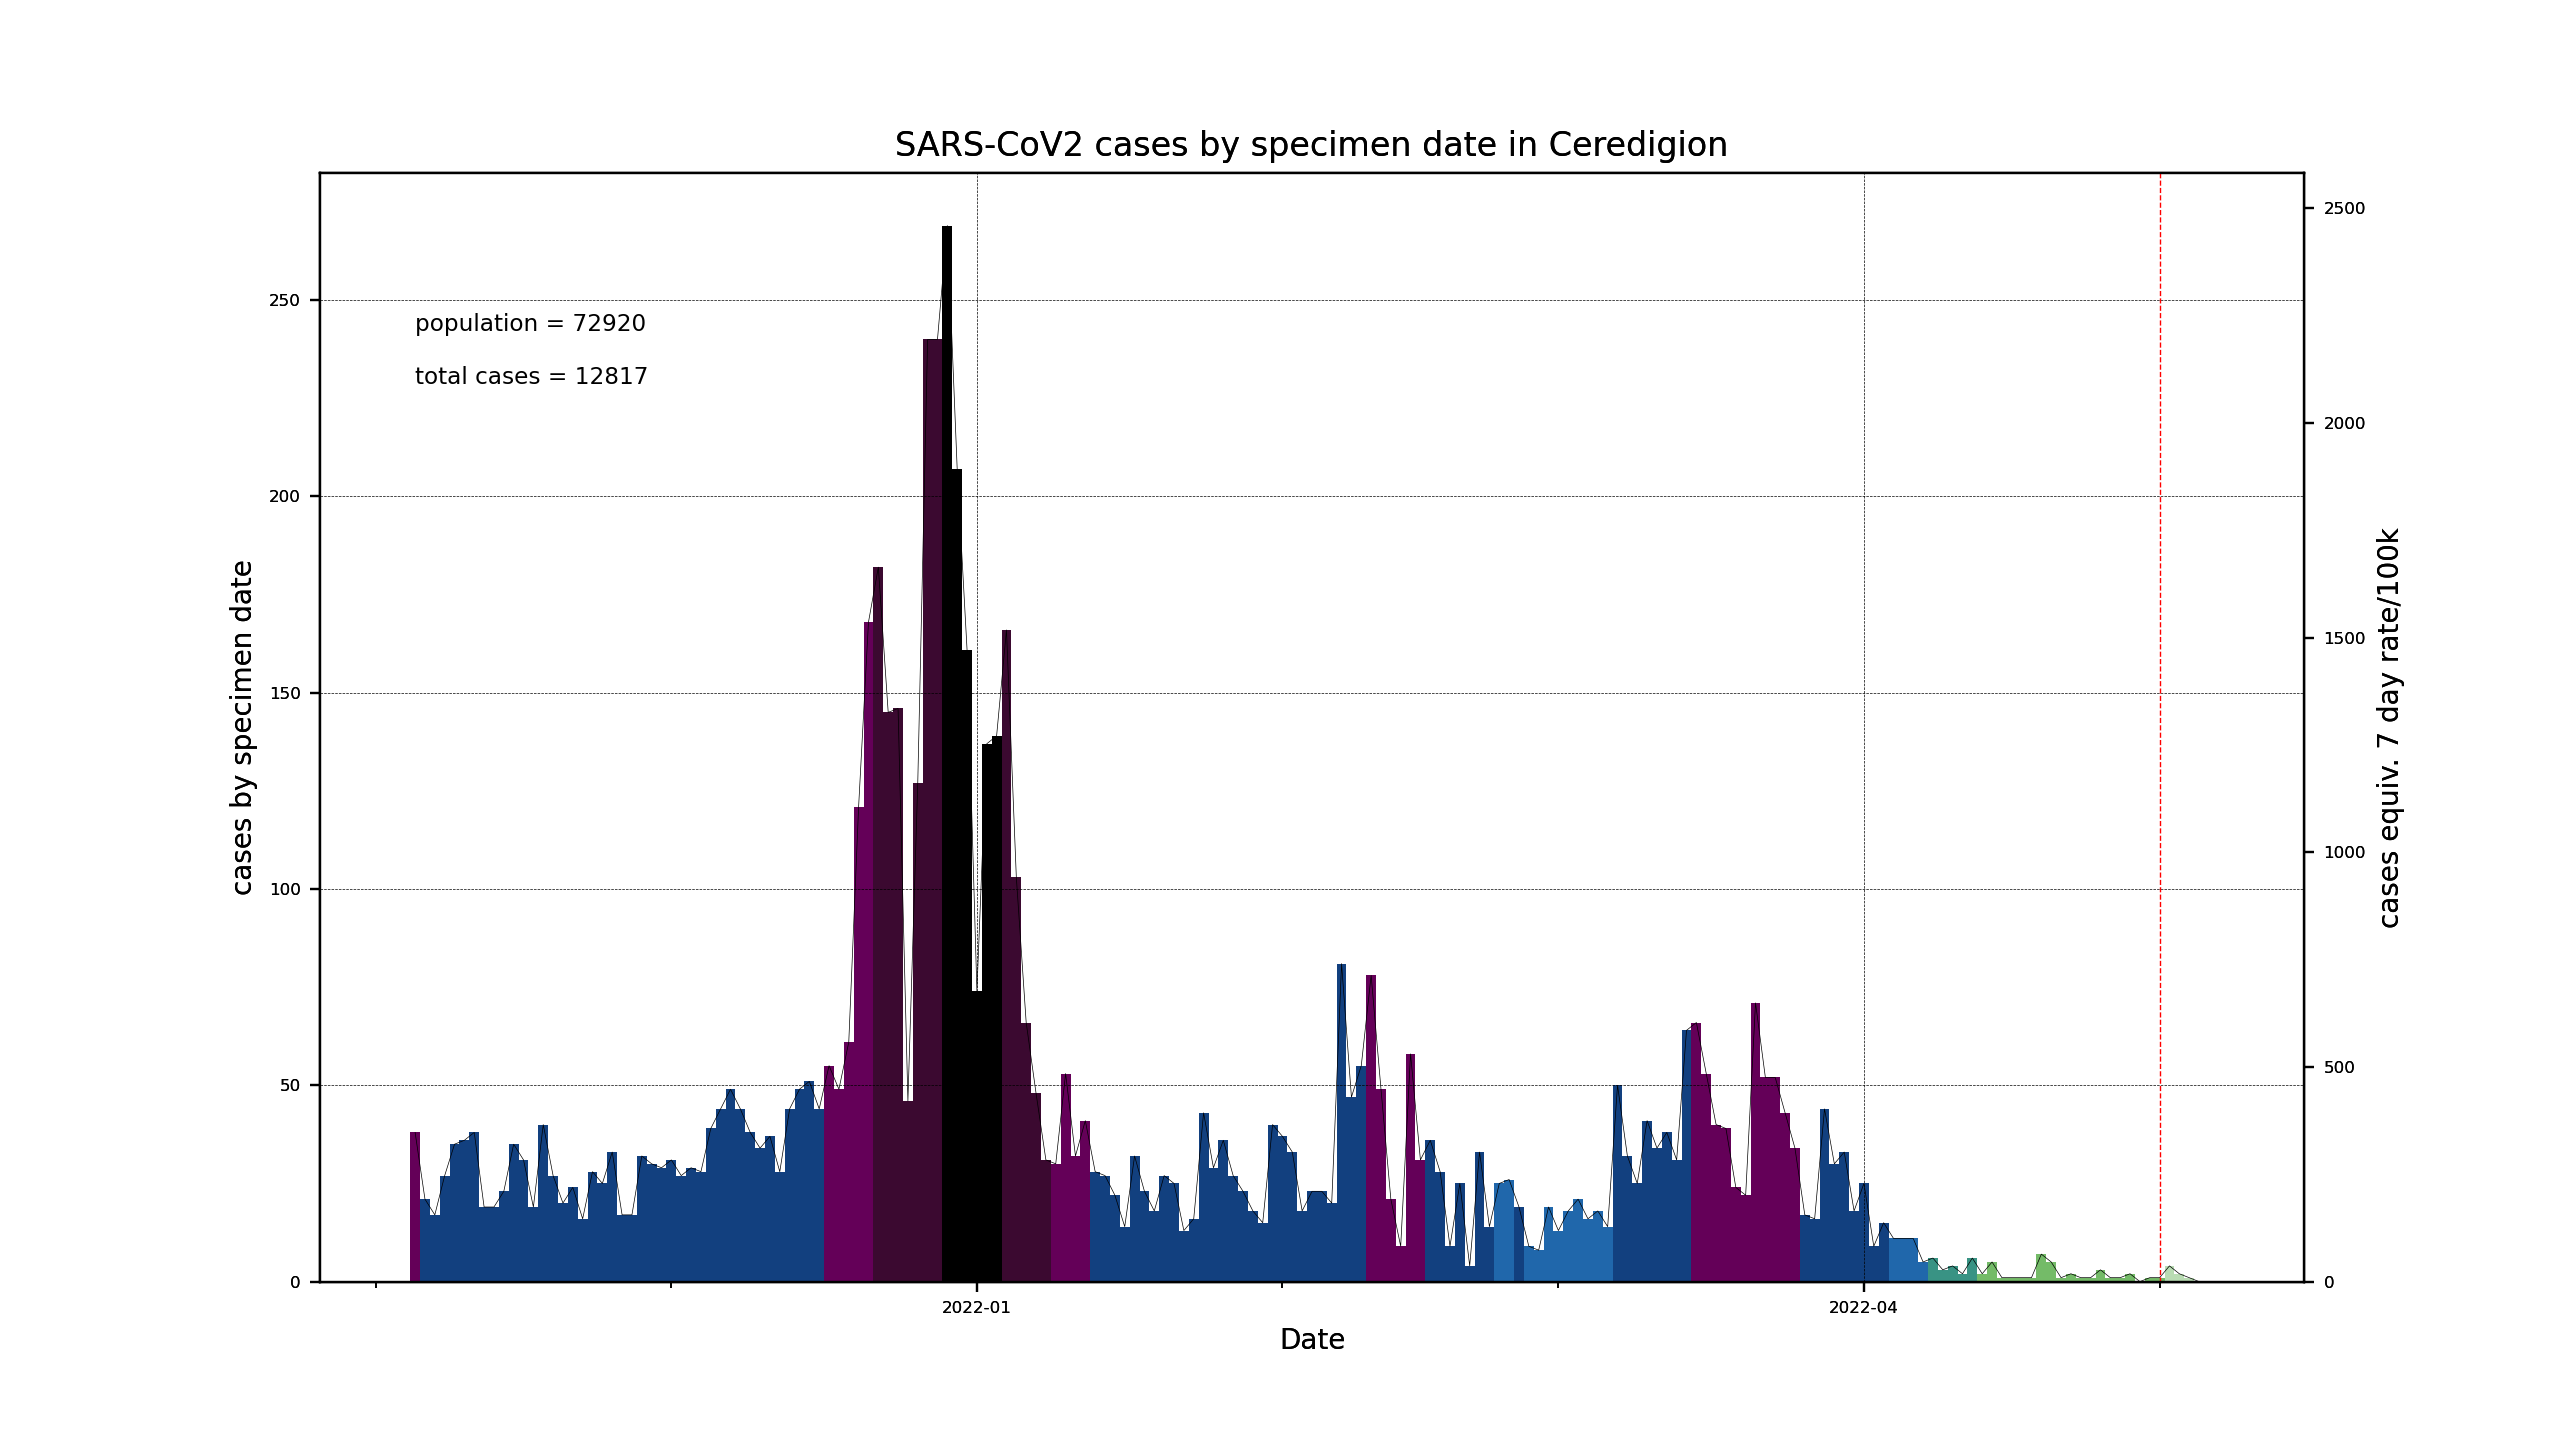 SARS-CoV2 cases by specimen date in Ceredigion
population = 72920
total cases = 12817
cases by specimen date
250
200
150
100
50
0
2500
2000
1500
1000
500
0
cases equiv. 7 day rate/100k
2022-01
2022-04
Date